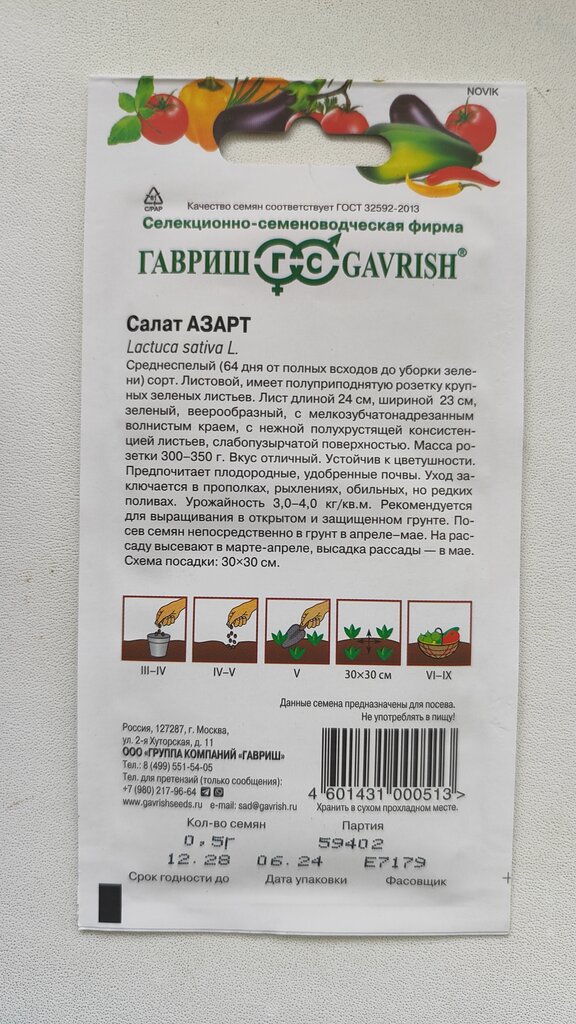 NOVIK
C/PAP
Качество семян соответствует ГОСТ 32592-2013
Селекционно-семеноводческая фирма
ГАВРИШ ГС GAVRISH®
Салат АЗАРТ
Lactuca sativa L.
Среднеспелый (64 дня от полных всходов до уборки зеле-
ни) сорт. Листовой, имеет полуприподнятую розетку круп-
ных зеленых листьев. Лист длиной 24 см, шириной 23 см,
зеленый, веерообразный, с мелкозубчатонадрезанным
волнистым краем, с нежной полухрустящей консистен-
цией листьев, слабопузырчатой поверхностью. Масса ро-
зетки 300–350 г. Вкус отличный. Устойчив к цветушности.
Предпочитает плодородные, удобренные почвы. Уход за-
ключается в прополках, рыхлениях, обильных, но редких
поливах. Урожайность 3,0–4,0 кг/кв.м. Рекомендуется
для выращивания в открытом и защищенном грунте. По-
сев семян непосредственно в грунт в апреле–мае. На рас-
саду высевают в марте-апреле, высадка рассады — в мае.
Схема посадки: 30×30 см.
III–IV IV–V V 30×30 см VI–IX
Данные семена предназначены для посева.
Не употреблять в пищу!
Россия, 127287, г. Москва,
ул. 2-я Хуторская, д. 11
ООО «ГРУППА КОМПАНИЙ «ГАВРИШ»
Тел.: 8 (499) 551-54-05
Тел. для претензий (только сообщения):
+7 (980) 217-96-64
www.gavrishseeds.ru e-mail: sad@gavrish.ru
4 601431 000513 >
Хранить в сухом прохладном месте.
Кол-во семян Партия
0,5г 59402
12.28 06.24 E7179
Срок годности до Дата упаковки Фасовщик